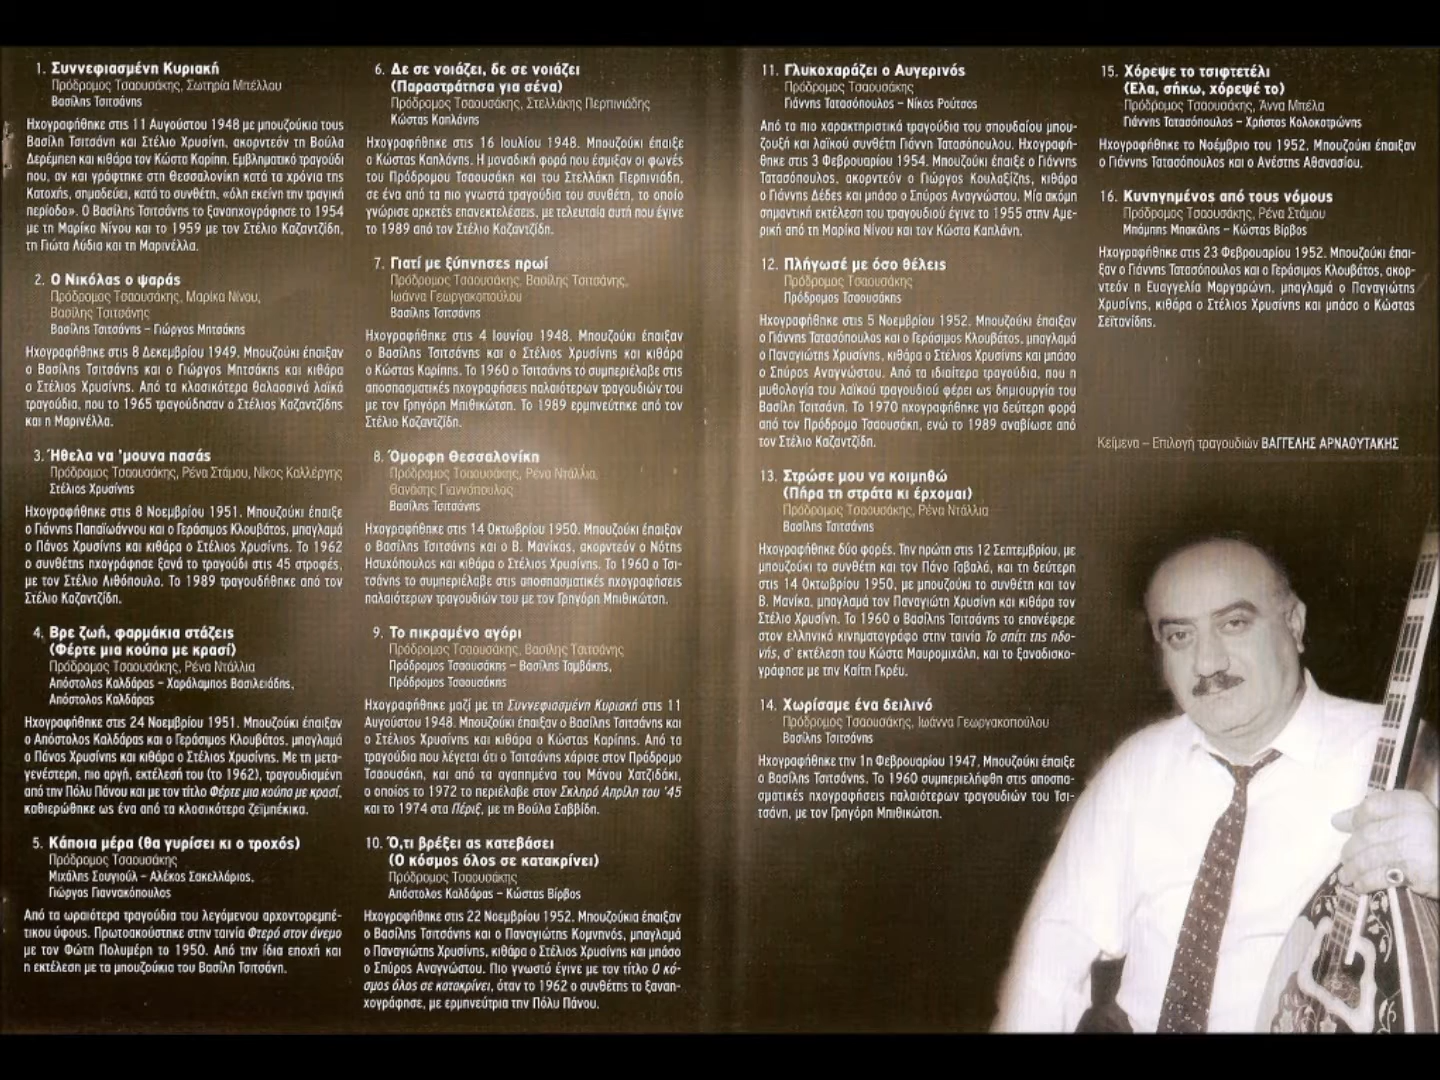 1. Συννεφιασμένη Κυριακή
Πρόδρομος Τσαουσάκης, Σωτηρία Μπέλλου
Βασίλης Τσιτσάνης
Ηχογραφήθηκε στις 11 Αυγούστου 1948 με μπουζούκια τους
Βασίλη Τσιτσάνη και Στέλιο Χρυσίνη, ακορντεόν τη Βούλα
Δερέμπεη και κιθάρα τον Κώστα Καρίπη. Εμβληματικό τραγούδι
που, αν και γράφτηκε στη Θεσσαλονίκη κατά τα χρόνια της
Κατοχής, σημαδεύει, κατά το συνθέτη, «όλη εκείνη την τραγική
περίοδο». Ο Βασίλης Τσιτσάνης το ξαναηχογράφησε το 1954
με τη Μαρίκα Νίνου και το 1959 με τον Στέλιο Καζαντζίδη,
τη Γιώτα Λύδια και τη Μαρινέλλα.
2. Ο Νικόλας ο ψαράς
Πρόδρομος Τσαουσάκης, Μαρίκα Νίνου,
Βασίλης Τσιτσάνης
Βασίλης Τσιτσάνης – Γιώργος Μητσάκης
Ηχογραφήθηκε στις 8 Δεκεμβρίου 1949. Μπουζούκι έπαιξαν
ο Βασίλης Τσιτσάνης και ο Γιώργος Μητσάκης και κιθάρα
ο Στέλιος Χρυσίνης. Από τα κλασικότερα θαλασσινά λαϊκά
τραγούδια, που το 1965 τραγούδησαν ο Στέλιος Καζαντζίδης
και η Μαρινέλλα.
3. Ήθελα να 'μουνα πασάς
Πρόδρομος Τσαουσάκης, Ρένα Στάμου, Νίκος Καλλέργης
Στέλιος Χρυσίνης
Ηχογραφήθηκε στις 8 Νοεμβρίου 1951. Μπουζούκι έπαιξε
ο Γιάννης Παπαϊωάννου και ο Γεράσιμος Κλουβάτος, μπαγλαμά
ο Πάνος Χρυσίνης και κιθάρα ο Στέλιος Χρυσίνης. Το 1962
ο συνθέτης ηχογράφησε ξανά το τραγούδι στις 45 στροφές,
με τον Στέλιο Λιθόπουλο. Το 1989 τραγουδήθηκε από τον
Στέλιο Καζαντζίδη.
4. Βρε ζωή, φαρμάκια στάζεις
(Φέρτε μια κούπα με κρασί)
Πρόδρομος Τσαουσάκης, Ρένα Ντάλλια
Απόστολος Καλδάρας – Χαράλαμπος Βασιλειάδης,
Απόστολος Καλδάρας
Ηχογραφήθηκε στις 24 Νοεμβρίου 1951. Μπουζούκι έπαιξαν
ο Απόστολος Καλδάρας και ο Γεράσιμος Κλουβάτος, μπαγλαμά
ο Πάνος Χρυσίνης και κιθάρα ο Στέλιος Χρυσίνης. Με τη μετα-
γενέστερη, πιο αργή, εκτέλεσή του (το 1962), τραγουδισμένη
από την Πόλυ Πάνου και με τον τίτλο Φέρτε μια κούπα με κρασί,
καθιερώθηκε ως ένα από τα κλασικότερα ζεϊμπέκικα.
5. Κάποια μέρα (θα γυρίσει κι ο τροχός)
Πρόδρομος Τσαουσάκης
Μιχάλης Σουγιούλ – Αλέκος Σακελλάριος,
Γιώργος Γιαννακόπουλος
Από τα ωραιότερα τραγούδια του λεγόμενου αρχοντορεμπέ-
τικου ύφους. Πρωτοακούστηκε στην ταινία Φτερό στον άνεμο
με τον Φώτη Πολυμέρη το 1950. Από την ίδια εποχή και
η εκτέλεση με τα μπουζούκια του Βασίλη Τσιτσάνη.
6. Δε σε νοιάζει, δε σε νοιάζει
(Παραστράτησα για σένα)
Πρόδρομος Τσαουσάκης, Στελλάκης Περπινιάδης
Κώστας Καπλάνης
Ηχογραφήθηκε στις 16 Ιουλίου 1948. Μπουζούκι έπαιξε
ο Κώστας Καπλάνης. Η μοναδική φορά που έσμιξαν οι φωνές
του Πρόδρομου Τσαουσάκη και του Στελλάκη Περπινιάδη,
σε ένα από τα πιο γνωστά τραγούδια του συνθέτη, το οποίο
γνώρισε αρκετές επανεκτελέσεις, με τελευταία αυτή που έγινε
το 1989 από τον Στέλιο Καζαντζίδη.
7. Γιατί με ξύπνησες πρωί
Πρόδρομος Τσαουσάκης, Βασίλης Τσιτσάνης,
Ιωάννα Γεωργακοπούλου
Βασίλης Τσιτσάνης
Ηχογραφήθηκε στις 4 Ιουνίου 1948. Μπουζούκι έπαιξαν
ο Βασίλης Τσιτσάνης και ο Στέλιος Χρυσίνης και κιθάρα
ο Κώστας Καρίπης. Το 1960 ο Τσιτσάνης το συμπεριέλαβε στις
αποσπασματικές ηχογραφήσεις παλαιότερων τραγουδιών του
με τον Γρηγόρη Μπιθικώτση. Το 1989 ερμηνεύτηκε από τον
Στέλιο Καζαντζίδη.
8. Όμορφη Θεσσαλονίκη
Πρόδρομος Τσαουσάκης, Ρένα Ντάλλια,
Θανάσης Γιαννόπουλος
Βασίλης Τσιτσάνης
Ηχογραφήθηκε στις 14 Οκτωβρίου 1950. Μπουζούκι έπαιξαν
ο Βασίλης Τσιτσάνης και ο Β. Μανίκας, ακορντεόν ο Νότης
Ησυχόπουλος και κιθάρα ο Στέλιος Χρυσίνης. Το 1960 ο Τσι-
τσάνης το συμπεριέλαβε στις αποσπασματικές ηχογραφήσεις
παλαιότερων τραγουδιών του με τον Γρηγόρη Μπιθικώτση.
9. Το πικραμένο αγόρι
Πρόδρομος Τσαουσάκης, Βασίλης Τσιτσάνης
Πρόδρομος Τσαουσάκης – Βασίλης Ταμβάκης,
Πρόδρομος Τσαουσάκης
Ηχογραφήθηκε μαζί με τη Συννεφιασμένη Κυριακή στις 11
Αυγούστου 1948. Μπουζούκι έπαιξαν ο Βασίλης Τσιτσάνης και
ο Στέλιος Χρυσίνης και κιθάρα ο Κώστας Καρίπης. Από τα
τραγούδια που λέγεται ότι ο Τσιτσάνης χάρισε στον Πρόδρομο
Τσαουσάκη, και από τα αγαπημένα του Μάνου Χατζιδάκι,
ο οποίος το 1972 το περιέλαβε στον Σκληρό Απρίλη του '45
και το 1974 στα Πέριξ, με τη Βούλα Σαββίδη.
10. Ό,τι βρέξει ας κατεβάσει
(Ο κόσμος όλος σε κατακρίνει)
Πρόδρομος Τσαουσάκης
Απόστολος Καλδάρας – Κώστας Βίρβος
Ηχογραφήθηκε στις 22 Νοεμβρίου 1952. Μπουζούκια έπαιξαν
ο Βασίλης Τσιτσάνης και ο Παναγιώτης Κομνηνός, μπαγλαμά
ο Παναγιώτης Χρυσίνης, κιθάρα ο Στέλιος Χρυσίνης και μπάσο
ο Σπύρος Αναγνώστου. Πιο γνωστό έγινε με τον τίτλο Ο κό-
σμος όλος σε κατακρίνει, όταν το 1962 ο συνθέτης το ξαναη-
χογράφησε, με ερμηνεύτρια την Πόλυ Πάνου.
11. Γλυκοχαράζει ο Αυγερινός
Πρόδρομος Τσαουσάκης
Γιάννης Τατασόπουλος – Νίκος Ρούτσος
Από τα πιο χαρακτηριστικά τραγούδια του σπουδαίου μπου-
ζουξή και λαϊκού συνθέτη Γιάννη Τατασόπουλου. Ηχογραφή-
θηκε στις 3 Φεβρουαρίου 1954. Μπουζούκι έπαιξε ο Γιάννης
Τατασόπουλος, ακορντεόν ο Γιώργος Κουλαξίζης, κιθάρα
ο Γιάννης Δέδες και μπάσο ο Σπύρος Αναγνώστου. Μία ακόμη
σημαντική εκτέλεση του τραγουδιού έγινε το 1955 στην Αμε-
ρική από τη Μαρίκα Νίνου και τον Κώστα Καπλάνη.
12. Πλήγωσέ με όσο θέλεις
Πρόδρομος Τσαουσάκης
Πρόδρομος Τσαουσάκης
Ηχογραφήθηκε στις 5 Νοεμβρίου 1952. Μπουζούκι έπαιξαν
ο Γιάννης Τατασόπουλος και ο Γεράσιμος Κλουβάτος, μπαγλαμά
ο Παναγιώτης Χρυσίνης, κιθάρα ο Στέλιος Χρυσίνης και μπάσο
ο Σπύρος Αναγνώστου. Από τα ιδιαίτερα τραγούδια, που η
μυθολογία του λαϊκού τραγουδιού φέρει ως δημιουργία του
Βασίλη Τσιτσάνη. Το 1970 ηχογραφήθηκε για δεύτερη φορά
από τον Πρόδρομο Τσαουσάκη, ενώ το 1989 αναβίωσε από
τον Στέλιο Καζαντζίδη.
13. Στρώσε μου να κοιμηθώ
(Πήρα τη στράτα κι έρχομαι)
Πρόδρομος Τσαουσάκης, Ρένα Ντάλλια
Βασίλης Τσιτσάνης
Ηχογραφήθηκε δύο φορές. Την πρώτη στις 12 Σεπτεμβρίου, με
μπουζούκι το συνθέτη και τον Πάνο Γαβαλά, και τη δεύτερη
στις 14 Οκτωβρίου 1950, με μπουζούκι το συνθέτη και τον
Β. Μανίκα, μπαγλαμά τον Παναγιώτη Χρυσίνη και κιθάρα τον
Στέλιο Χρυσίνη. Το 1960 ο Βασίλης Τσιτσάνης το επανέφερε
στον ελληνικό κινηματογράφο στην ταινία Το σπίτι της ηδο-
νής, σ' εκτέλεση του Κώστα Μαυρομιχάλη, και το ξαναδισκο-
γράφησε με την Καίτη Γκρέυ.
14. Χωρίσαμε ένα δειλινό
Πρόδρομος Τσαουσάκης, Ιωάννα Γεωργακοπούλου
Βασίλης Τσιτσάνης
Ηχογραφήθηκε την 1η Φεβρουαρίου 1947. Μπουζούκι έπαιξε
ο Βασίλης Τσιτσάνης. Το 1960 συμπεριελήφθη στις αποσπα-
σματικές ηχογραφήσεις παλαιότερων τραγουδιών του Τσι-
τσάνη, με τον Γρηγόρη Μπιθικώτση.
15. Χόρεψε το τσιφτετέλι
(Έλα, σήκω, χόρεψέ το)
Πρόδρομος Τσαουσάκης, Άννα Μπέλα
Γιάννης Τατασόπουλος – Χρήστος Κολοκοτρώνης
Ηχογραφήθηκε το Νοέμβριο του 1952. Μπουζούκι έπαιξαν
ο Γιάννης Τατασόπουλος και ο Ανέστης Αθανασίου.
16. Κυνηγημένος από τους νόμους
Πρόδρομος Τσαουσάκης, Ρένα Στάμου
Μπάμπης Μπακάλης – Κώστας Βίρβος
Ηχογραφήθηκε στις 23 Φεβρουαρίου 1952. Μπουζούκι έπαι-
ξαν ο Γιάννης Τατασόπουλος και ο Γεράσιμος Κλουβάτος, ακορ-
ντεόν η Ευαγγελία Μαργαρώνη, μπαγλαμά ο Παναγιώτης
Χρυσίνης, κιθάρα ο Στέλιος Χρυσίνης και μπάσο ο Κώστας
Σεϊτανίδης.
Κείμενα – Επιλογή τραγουδιών ΒΑΓΓΕΛΗΣ ΑΡΝΑΟΥΤΑΚΗΣ